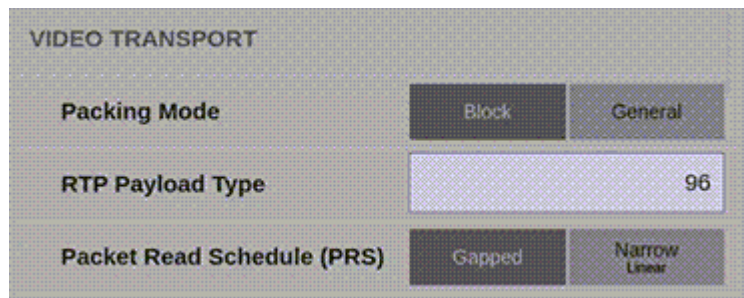 VIDEO TRANSPORT
Packing Mode
Block
General
RTP Payload Type
96
Packet Read Schedule (PRS)
Gapped
Narrow
Linear